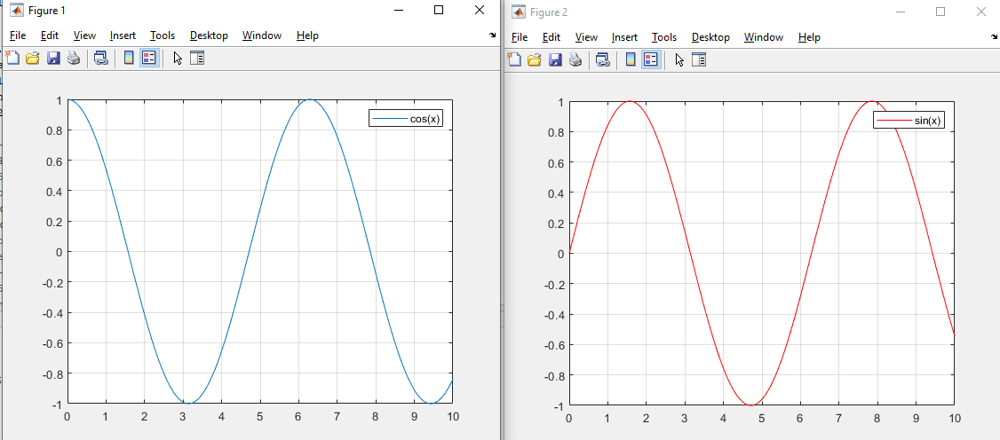 Figure 1
File Edit View Insert Tools Desktop Window Help
cos(x)
1
0.8
0.6
0.4
0.2
0
-0.2
-0.4
-0.6
-0.8
-1
0 1 2 3 4 5 6 7 8 9 10
Figure 2
File Edit View Insert Tools Desktop Window Help
sin(x)
1
0.8
0.6
0.4
0.2
0
-0.2
-0.4
-0.6
-0.8
-1
0 1 2 3 4 5 6 7 8 9 10